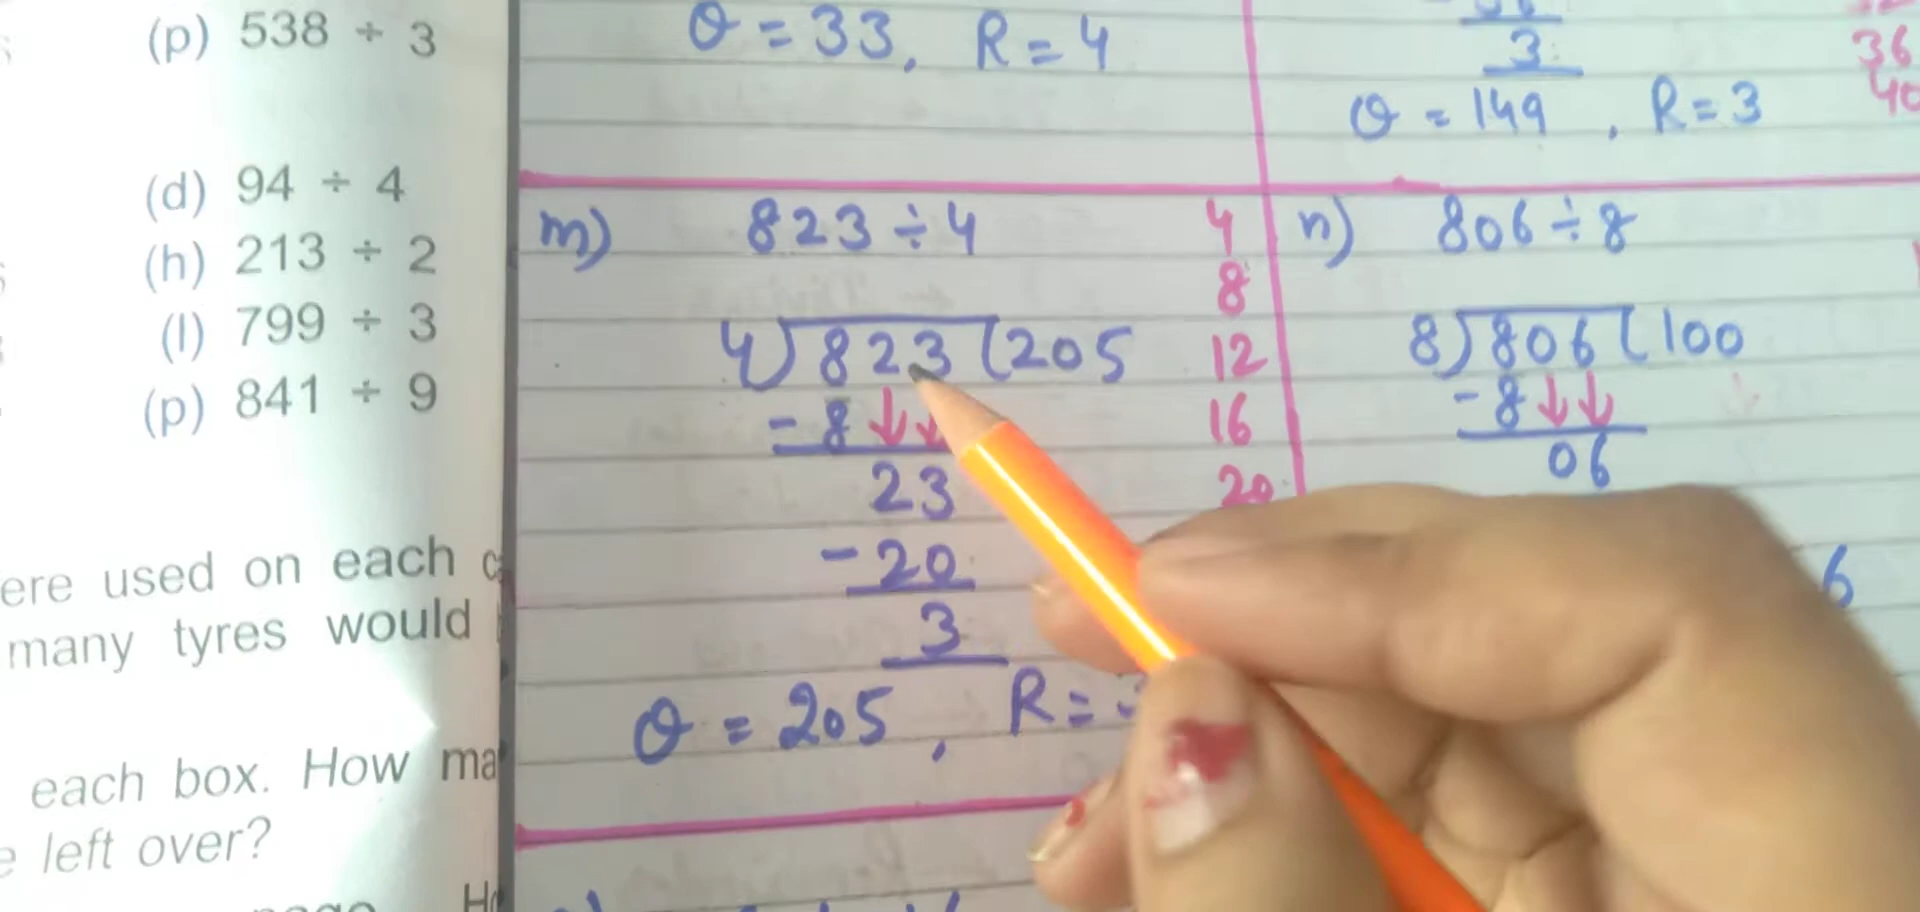 (p) 538 ÷ 3
(d) 94 ÷ 4
(h) 213 ÷ 2
(l) 799 ÷ 3
(p) 841 ÷ 9
used on each
many tyres would
each box. How
left over?
Q = 33, R = 4
3
Q = 149, R = 3
36
40
m) 823 ÷ 4
4) 823 (205
- 8
23
- 20
3
Q = 205, R =
4
8
12
16
20
n) 806 ÷ 8
8) 806 (100
- 8
06
6